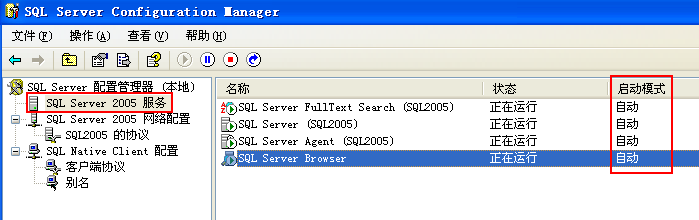 SQL Server Configuration Manager
文件(F) 操作(A) 查看(V) 帮助(H)
SQL Server 配置管理器 (本地)
SQL Server 2005 服务
SQL Server 2005 网络配置
SQL2005 的协议
SQL Native Client 配置
客户端协议
别名
名称 状态 启动模式
SQL Server FullText Search (SQL2005) 正在运行 自动
SQL Server (SQL2005) 正在运行 自动
SQL Server Agent (SQL2005) 正在运行 自动
SQL Server Browser 正在运行 自动